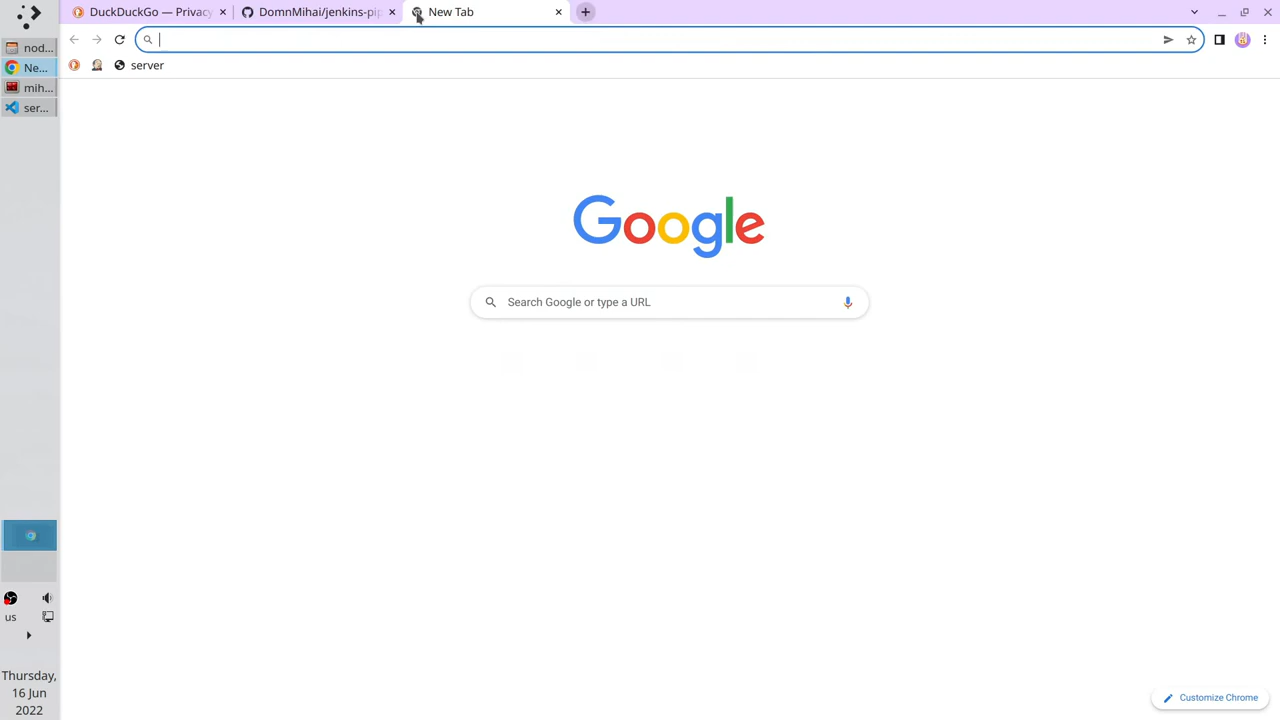 DuckDuckGo — Privacy
DomnMihai/jenkins-pip
New Tab
nod...
Ne...
mih...
ser...
server
Google
Search Google or type a URL
us
Thursday,
16 Jun
2022
Customize Chrome